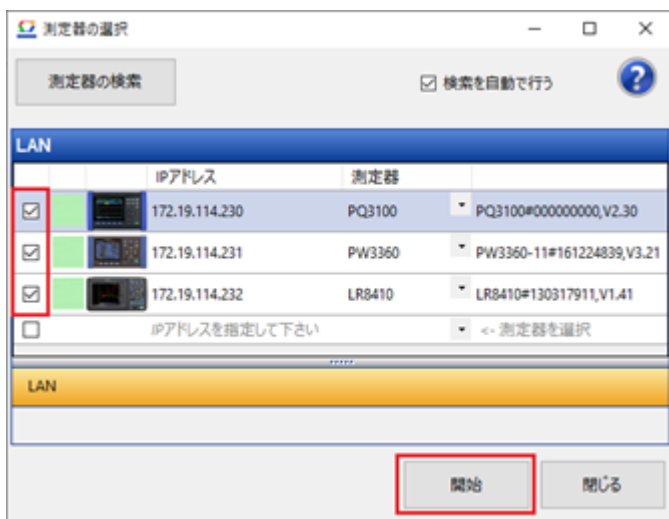 測定器の選択
測定器の検索
検索を自動で行う
LAN
IPアドレス 測定器
172.19.114.230 PQ3100 PQ3100#000000000,V2.30
172.19.114.231 PW3360 PW3360-11#161224839,V3.21
172.19.114.232 LR8410 LR8410#130317911,V1.41
IPアドレスを指定して下さい <- 測定器を選択
LAN
開始 閉じる